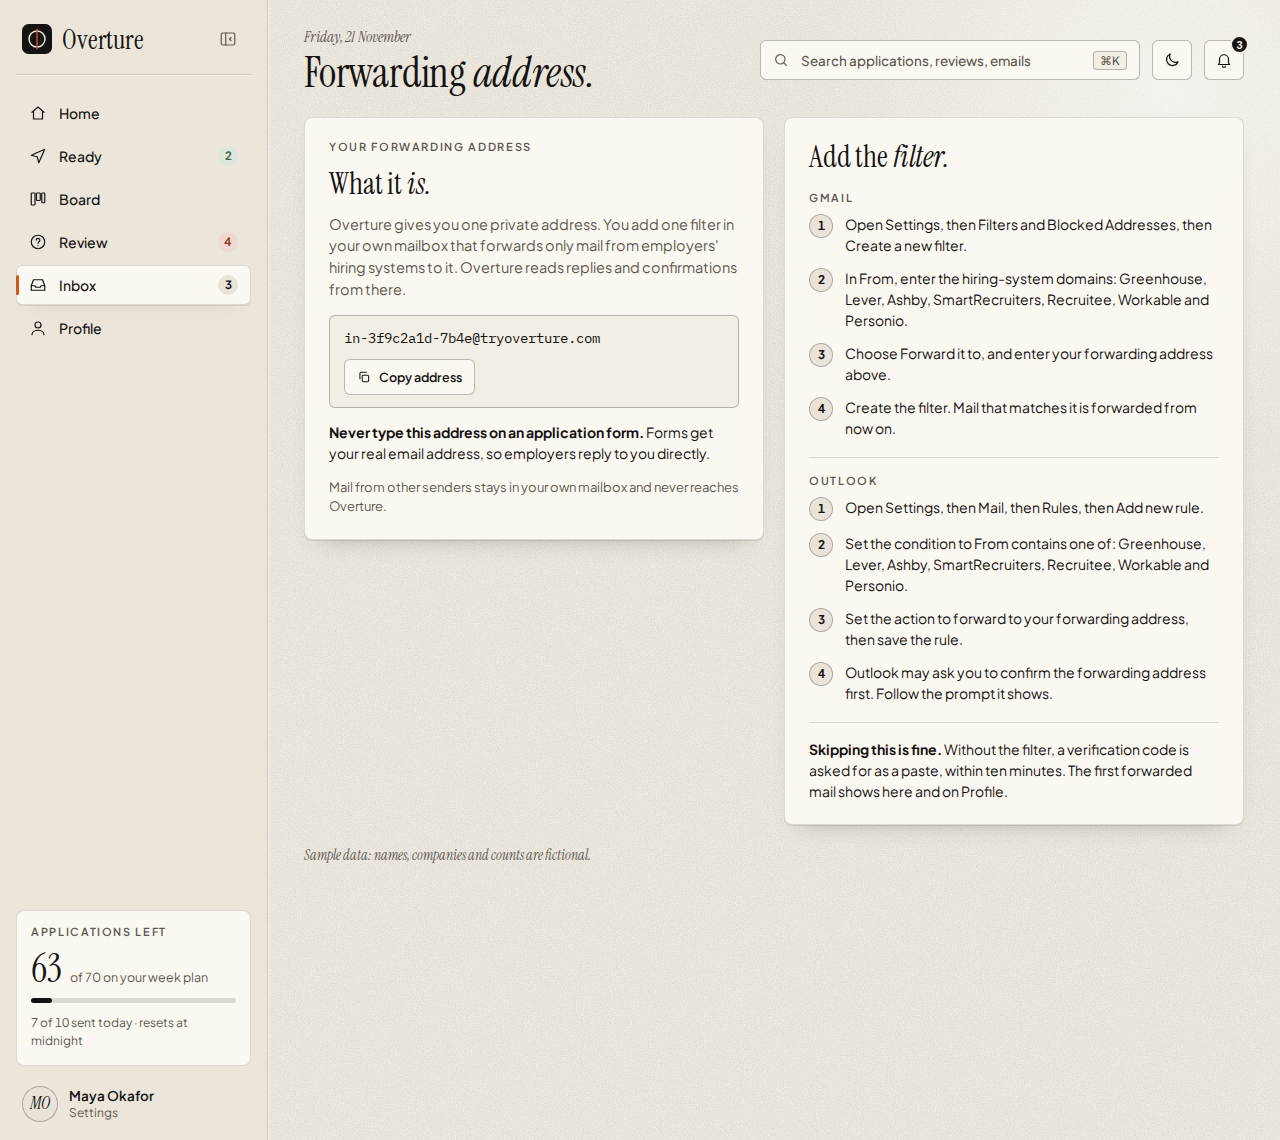 Overture
Home
Ready 2
Board
Review 4
Inbox 3
Profile
APPLICATIONS LEFT
63 of 70 on your week plan
7 of 10 sent today · resets at
midnight
MO
Maya Okafor
Settings
Friday, 21 November
Forwarding address.
Search applications, reviews, emails ⌘K
3
YOUR FORWARDING ADDRESS
What it is.
Overture gives you one private address. You add one filter in
your own mailbox that forwards only mail from employers'
hiring systems to it. Overture reads replies and confirmations
from there.
in-3f9c2a1d-7b4e@tryoverture.com
Copy address
Never type this address on an application form. Forms get
your real email address, so employers reply to you directly.
Mail from other senders stays in your own mailbox and never reaches
Overture.
Add the filter.
GMAIL
1 Open Settings, then Filters and Blocked Addresses, then
Create a new filter.
2 In From, enter the hiring-system domains: Greenhouse,
Lever, Ashby, SmartRecruiters, Recruitee, Workable and
Personio.
3 Choose Forward it to, and enter your forwarding address
above.
4 Create the filter. Mail that matches it is forwarded from
now on.
OUTLOOK
1 Open Settings, then Mail, then Rules, then Add new rule.
2 Set the condition to From contains one of: Greenhouse,
Lever, Ashby, SmartRecruiters, Recruitee, Workable and
Personio.
3 Set the action to forward to your forwarding address,
then save the rule.
4 Outlook may ask you to confirm the forwarding address
first. Follow the prompt it shows.
Skipping this is fine. Without the filter, a verification code is
asked for as a paste, within ten minutes. The first forwarded
mail shows here and on Profile.
Sample data: names, companies and counts are fictional.